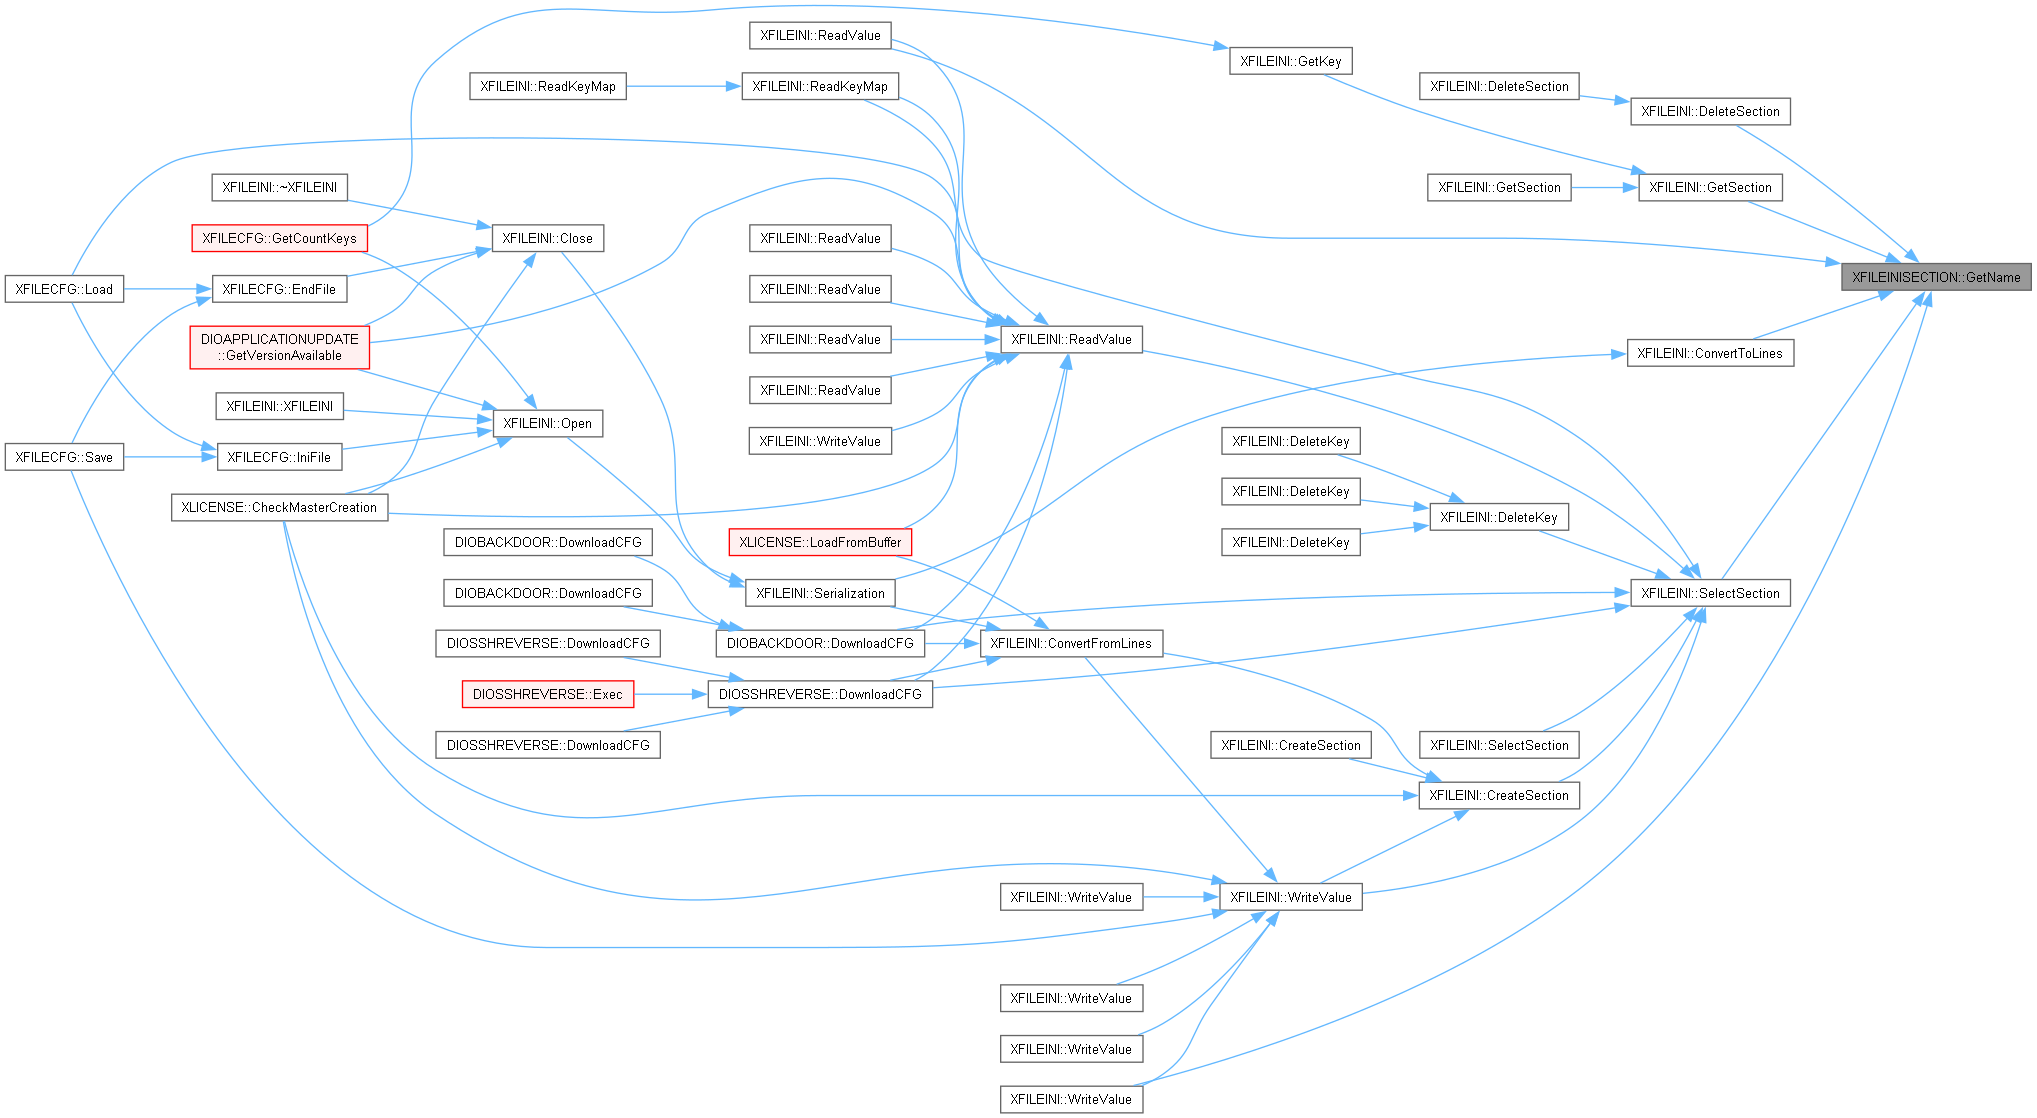 XFILEINI::ReadValue
XFILEINI::GetKey
XFILEINI::ReadKeyMap
XFILEINI::ReadKeyMap
XFILEINI::DeleteSection
XFILEINI::DeleteSection
XFILEINI::~XFILEINI
XFILEINI::GetSection
XFILEINI::GetSection
XFILECFG::GetCountKeys
XFILEINI::Close
XFILEINI::ReadValue
XFILEINISECTION::GetName
XFILECFG::Load
XFILECFG::EndFile
XFILEINI::ReadValue
DIOAPPLICATIONUPDATE
::GetVersionAvailable
XFILEINI::ReadValue
XFILEINI::ReadValue
XFILEINI::ConvertToLines
XFILEINI::ReadValue
XFILEINI::XFILEINI
XFILEINI::Open
XFILEINI::WriteValue
XFILEINI::DeleteKey
XFILECFG::Save
XFILECFG::IniFile
XFILEINI::DeleteKey
XLICENSE::CheckMasterCreation
XFILEINI::DeleteKey
DIOBACKDOOR::DownloadCFG
XLICENSE::LoadFromBuffer
XFILEINI::DeleteKey
DIOBACKDOOR::DownloadCFG
XFILEINI::Serialization
XFILEINI::SelectSection
DIOSSHREVERSE::DownloadCFG
DIOBACKDOOR::DownloadCFG
XFILEINI::ConvertFromLines
DIOSSHREVERSE::Exec
DIOSSHREVERSE::DownloadCFG
DIOSSHREVERSE::DownloadCFG
XFILEINI::CreateSection
XFILEINI::SelectSection
XFILEINI::CreateSection
XFILEINI::WriteValue
XFILEINI::WriteValue
XFILEINI::WriteValue
XFILEINI::WriteValue
XFILEINI::WriteValue